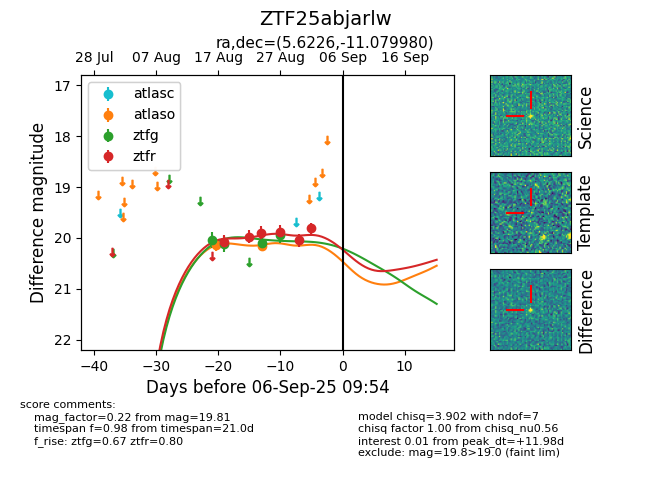 ZTF25abjarlw
ra,dec=(5.6226,-11.079980)
28 Jul 07 Aug 17 Aug 27 Aug 06 Sep 16 Sep
atlasc
atlaso
ztfg
ztfr
17
18
19
20
21
22
Difference magnitude
−40 −30 −20 −10 0 10
Days before 06-Sep-25 09:54
Science
Template
Difference
score comments:
mag_factor=0.22 from mag=19.81
timespan f=0.98 from timespan=21.0d
f_rise: ztfg=0.67 ztfr=0.80
model chisq=3.902 with ndof=7
chisq factor 1.00 from chisq_nu0.56
interest 0.01 from peak_dt=+11.98d
exclude: mag=19.8>19.0 (faint lim)